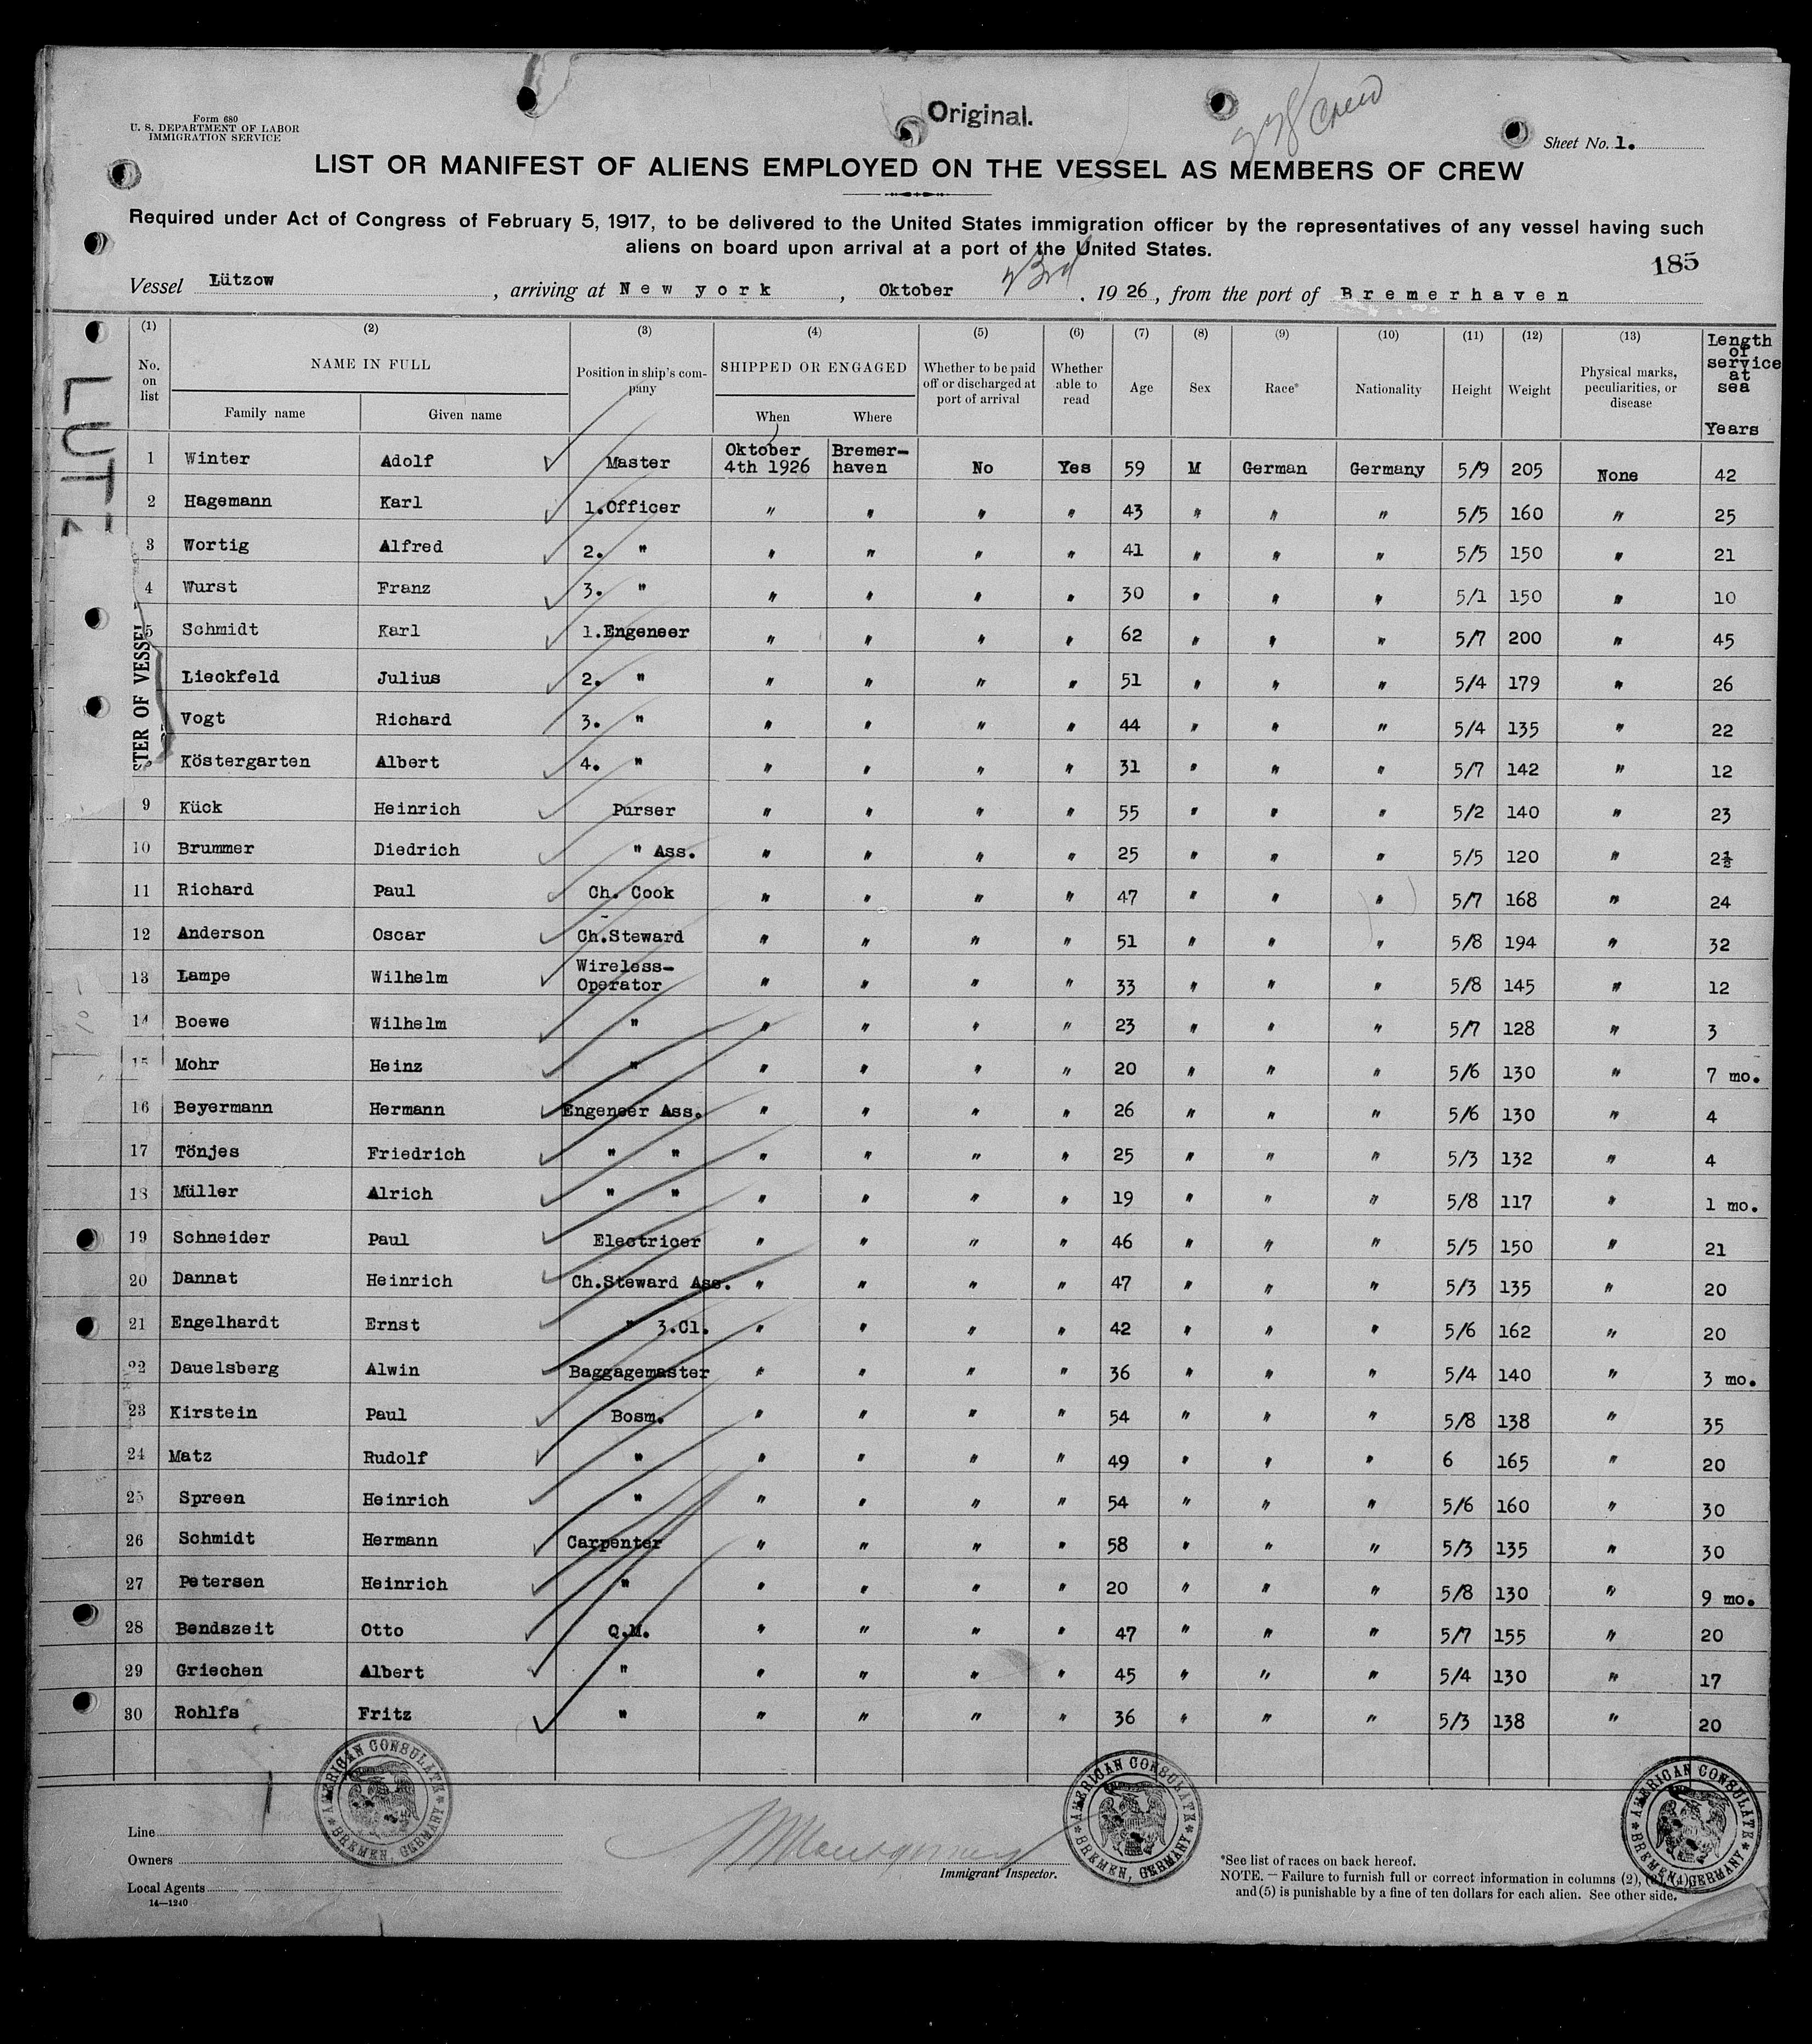 Form 680
U. S. DEPARTMENT OF LABOR
IMMIGRATION SERVICE
Original.
Crew
Sheet No. 1.
LIST OR MANIFEST OF ALIENS EMPLOYED ON THE VESSEL AS MEMBERS OF CREW
Required under Act of Congress of February 5, 1917, to be delivered to the United States immigration officer by the representatives of any vessel having such
aliens on board upon arrival at a port of the United States.
185
Vessel Lützow, arriving at New york, Oktober 23rd, 1926, from the port of Bremerhaven
(1) (2) (3) (4) (5) (6) (7) (8) (9) (10) (11) (12) (13) Length of service at sea Years
No. on list NAME IN FULL Family name Given name Position in ship's company SHIPPED OR ENGAGED When Where Whether to be paid off or discharged at port of arrival Whether able to read Age Sex Race* Nationality Height Weight Physical marks, peculiarities, or disease
LUTZ
STER OF VESSEL
1 Winter Adolf Master Oktober 4th 1926 Bremer-haven No Yes 59 M German Germany 5/9 205 None 42
2 Hagemann Karl 1.Officer " " " " 43 " " " 5/5 160 " 25
3 Wortig Alfred 2. " " " " " 41 " " " 5/5 150 " 21
4 Wurst Franz 3. " " " " " 30 " " " 5/1 150 " 10
5 Schmidt Karl 1.Engeneer " " " " 62 " " " 5/7 200 " 45
Lieckfeld Julius 2. " " " " " 51 " " " 5/4 179 " 26
Vogt Richard 3. " " " " " 44 " " " 5/4 135 " 22
Köstergarten Albert 4. " " " " " 31 " " " 5/7 142 " 12
9 Kück Heinrich Purser " " " " 55 " " " 5/2 140 " 23
10 Brummer Diedrich " Ass. " " " " 25 " " " 5/5 120 " 2½
11 Richard Paul Ch. Cook " " " " 47 " " " 5/7 168 " 24
12 Anderson Oscar Ch.Steward " " " " 51 " " " 5/8 194 " 32
13 Lampe Wilhelm Wireless-Operator " " " " 33 " " " 5/8 145 " 12
14 Boewe Wilhelm " " " " " 23 " " " 5/7 128 " 3
15 Mohr Heinz " " " " " 20 " " " 5/6 130 " 7 mo.
16 Beyermann Hermann Engeneer Ass. " " " " 26 " " " 5/6 130 " 4
17 Tönjes Friedrich " " " " " " 25 " " " 5/3 132 " 4
18 Müller Alrich " " " " " " 19 " " " 5/8 117 " 1 mo.
19 Schneider Paul Electricer " " " " 46 " " " 5/5 150 " 21
20 Dannat Heinrich Ch.Steward Ass. " " " " 47 " " " 5/3 135 " 20
21 Engelhardt Ernst " 3.Cl. " " " " 42 " " " 5/6 162 " 20
22 Dauelsberg Alwin Baggagemaster " " " " 36 " " " 5/4 140 " 3 mo.
23 Kirstein Paul Bosm. " " " " 54 " " " 5/8 138 " 35
24 Matz Rudolf " " " " " 49 " " " 6 165 " 20
25 Spreen Heinrich " " " " " 54 " " " 5/6 160 " 30
26 Schmidt Hermann Carpenter " " " " 58 " " " 5/3 135 " 30
27 Petersen Heinrich " " " " " 20 " " " 5/8 130 " 9 mo.
28 Bendszeit Otto Q.M. " " " " 47 " " " 5/7 155 " 20
29 Griechen Albert " " " " " 45 " " " 5/4 130 " 17
30 Rohlfs Fritz " " " " " 36 " " " 5/3 138 " 20
AMERICAN CONSULATE BREMEN, GERMANY
AMERICAN CONSULATE BREMEN, GERMANY
AMERICAN CONSULATE BREMEN, GERMANY
Line
Owners
Local Agents
14—1240
Immigrant Inspector.
*See list of races on back hereof.
NOTE.—Failure to furnish full or correct information in columns (2), (3), (4),
and (5) is punishable by a fine of ten dollars for each alien. See other side.